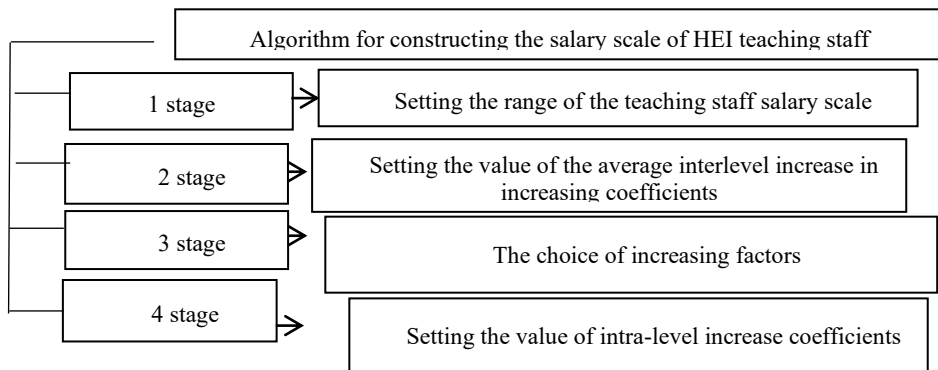 Algorithm for constructing the salary scale of HEI teaching staff
1 stage
Setting the range of the teaching staff salary scale
2 stage
Setting the value of the average interlevel increase in
increasing coefficients
3 stage
The choice of increasing factors
4 stage
Setting the value of intra-level increase coefficients